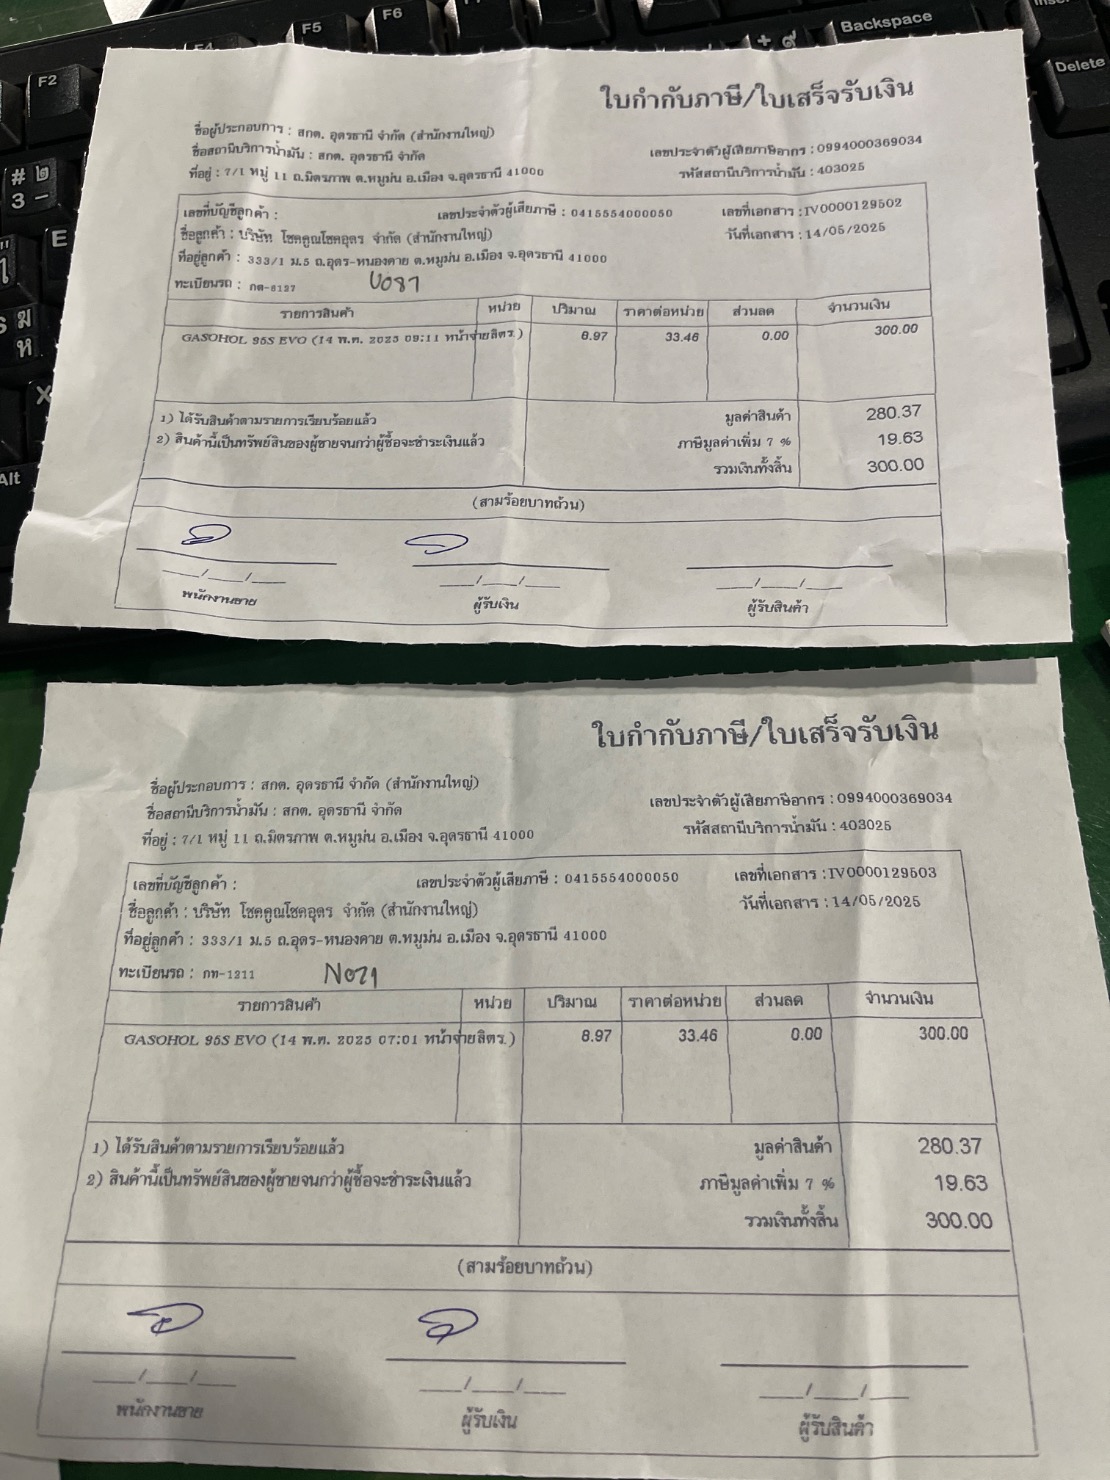 F2
F5
F6
Backspace
Delete
# ๒
3 -
E
ม
ห
X
Alt
ใบกำกับภาษี/ใบเสร็จรับเงิน
ชื่อผู้ประกอบการ : สกต. อุดรธานี จำกัด (สำนักงานใหญ่)
เลขประจำตัวผู้เสียภาษีอากร : 0994000369034
ชื่อสถานีบริการน้ำมัน : สกต. อุดรธานี จำกัด
รหัสสถานีบริการน้ำมัน : 403025
ที่อยู่ : 7/1 หมู่ 11 ถ.มิตรภาพ ต.หมูม่น อ.เมือง จ.อุดรธานี 41000
เลขที่บัญชีลูกค้า : เลขประจำตัวผู้เสียภาษี : 0415554000050 เลขที่เอกสาร : IV0000129502
ชื่อลูกค้า : บริษัท โชคคูณโชคอุดร จำกัด (สำนักงานใหญ่) วันที่เอกสาร : 14/05/2025
ที่อยู่ลูกค้า : 333/1 ม.5 ถ.อุดร-หนองคาย ต.หมูม่น อ.เมือง จ.อุดรธานี 41000
ทะเบียนรถ : กต-6127 U087
รายการสินค้า หน่วย ปริมาณ ราคาต่อหน่วย ส่วนลด จำนวนเงิน
GASOHOL 95S EVO (14 พ.ค. 2025 09:11 หน้าจ่ายลิตร.) 8.97 33.46 0.00 300.00
1) ได้รับสินค้าตามรายการเรียบร้อยแล้ว มูลค่าสินค้า 280.37
2) สินค้านี้เป็นทรัพย์สินของผู้ขายจนกว่าผู้ซื้อจะชำระเงินแล้ว ภาษีมูลค่าเพิ่ม 7 % 19.63
รวมเงินทั้งสิ้น 300.00
(สามร้อยบาทถ้วน)
___/___/___ ___/___/___ ___/___/___
พนักงานขาย ผู้รับเงิน ผู้รับสินค้า
ใบกำกับภาษี/ใบเสร็จรับเงิน
ชื่อผู้ประกอบการ : สกต. อุดรธานี จำกัด (สำนักงานใหญ่)
เลขประจำตัวผู้เสียภาษีอากร : 0994000369034
ชื่อสถานีบริการน้ำมัน : สกต. อุดรธานี จำกัด
รหัสสถานีบริการน้ำมัน : 403025
ที่อยู่ : 7/1 หมู่ 11 ถ.มิตรภาพ ต.หมูม่น อ.เมือง จ.อุดรธานี 41000
เลขที่บัญชีลูกค้า : เลขประจำตัวผู้เสียภาษี : 0415554000050 เลขที่เอกสาร : IV0000129503
ชื่อลูกค้า : บริษัท โชคคูณโชคอุดร จำกัด (สำนักงานใหญ่) วันที่เอกสาร : 14/05/2025
ที่อยู่ลูกค้า : 333/1 ม.5 ถ.อุดร-หนองคาย ต.หมูม่น อ.เมือง จ.อุดรธานี 41000
ทะเบียนรถ : กท-1211 N071
รายการสินค้า หน่วย ปริมาณ ราคาต่อหน่วย ส่วนลด จำนวนเงิน
GASOHOL 95S EVO (14 พ.ค. 2025 07:01 หน้าจ่ายลิตร.) 8.97 33.46 0.00 300.00
1) ได้รับสินค้าตามรายการเรียบร้อยแล้ว มูลค่าสินค้า 280.37
2) สินค้านี้เป็นทรัพย์สินของผู้ขายจนกว่าผู้ซื้อจะชำระเงินแล้ว ภาษีมูลค่าเพิ่ม 7 % 19.63
รวมเงินทั้งสิ้น 300.00
(สามร้อยบาทถ้วน)
___/___/___ ___/___/___ ___/___/___
พนักงานขาย ผู้รับเงิน ผู้รับสินค้า